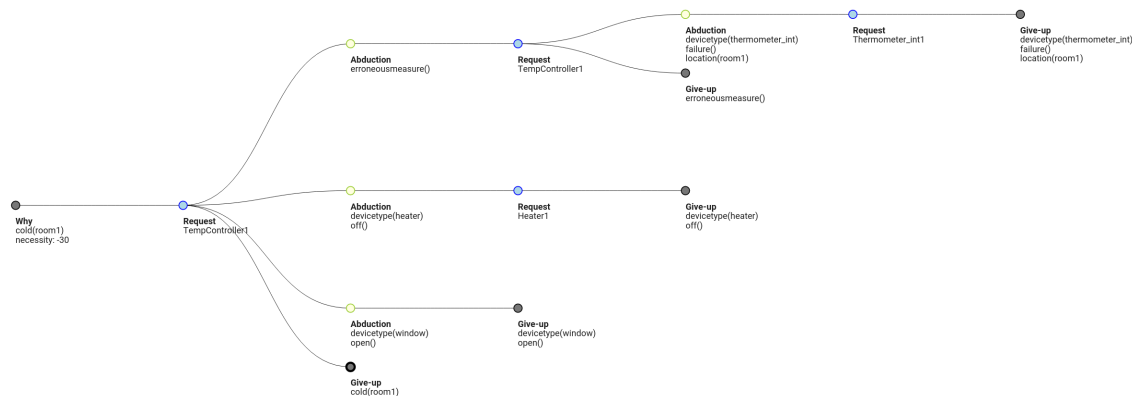 Abduction
devicetype(thermometer_int)
failure()
location(room1)
Request
Thermometer_int1
Give-up
devicetype(thermometer_int)
failure()
location(room1)
Abduction
erroneousmeasure()
Request
TempController1
Give-up
erroneousmeasure()
Why
cold(room1)
necessity: -30
Request
TempController1
Abduction
devicetype(heater)
off()
Request
Heater1
Give-up
devicetype(heater)
off()
Abduction
devicetype(window)
open()
Give-up
devicetype(window)
open()
Give-up
cold(room1)